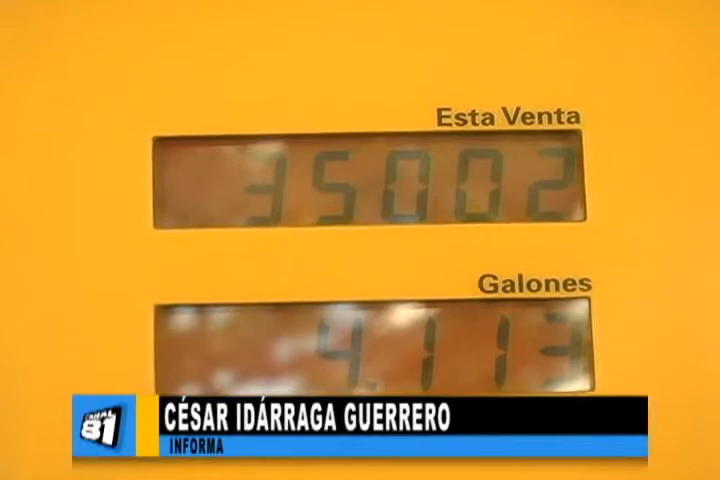 Esta Venta
35002
Galones
4.113
CANAL
81
CÉSAR IDÁRRAGA GUERRERO
INFORMA